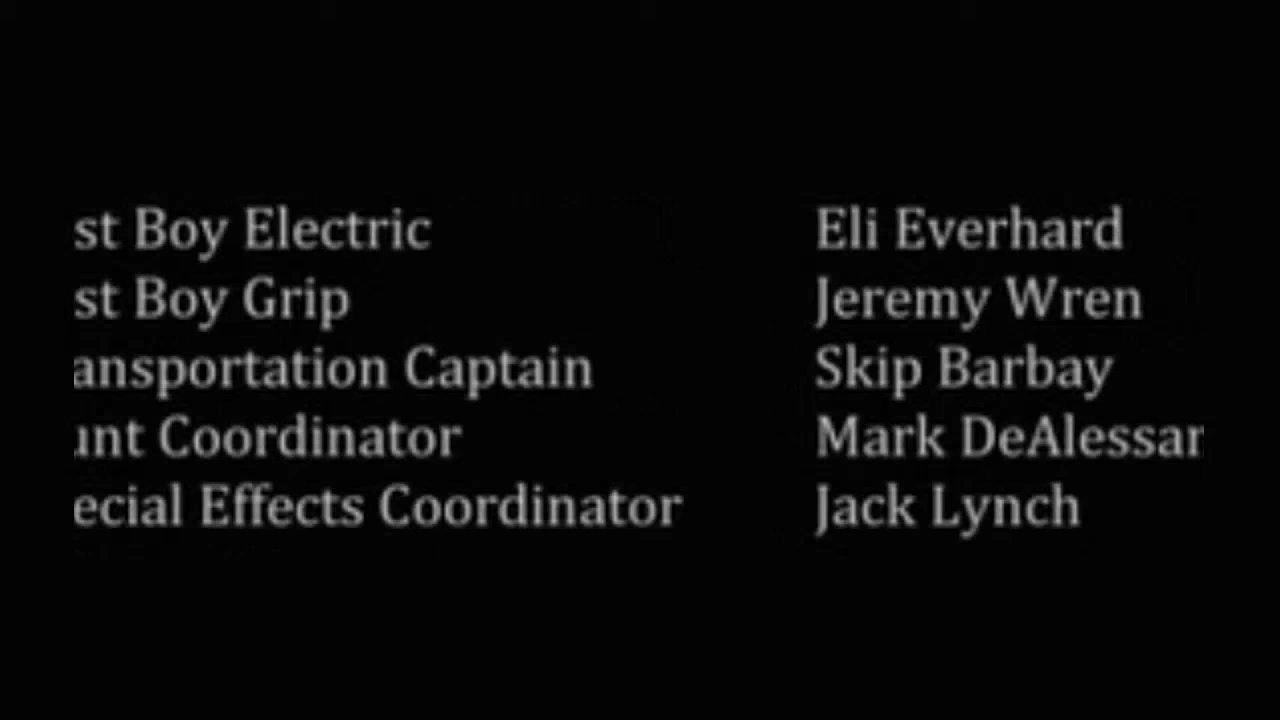 st Boy Electric Eli Everhard
st Boy Grip Jeremy Wren
ansportation Captain Skip Barbay
unt Coordinator Mark DeAlessan
ecial Effects Coordinator Jack Lynch